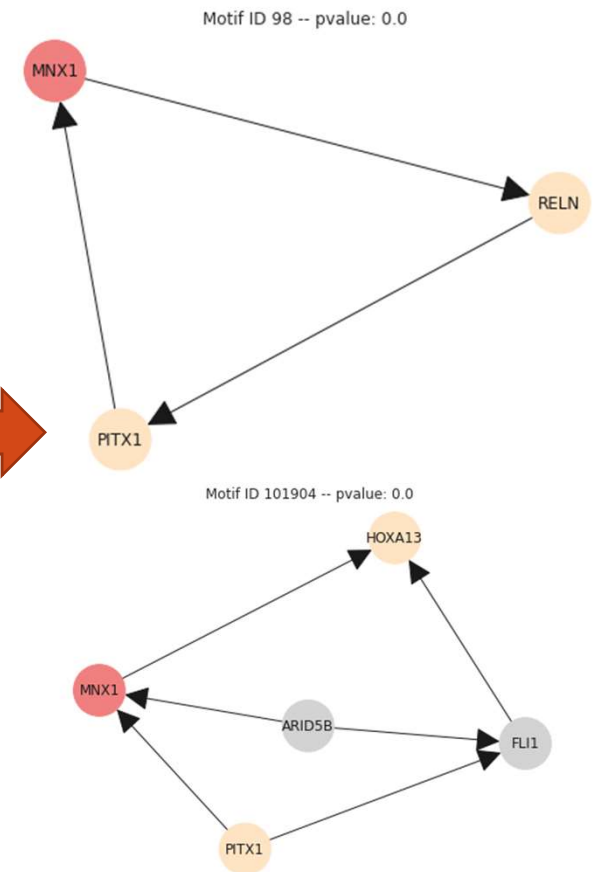 Motif ID 98 -- pvalue: 0.0
MNX1
RELN
PITX1
Motif ID 101904 -- pvalue: 0.0
HOXA13
MNX1
ARID5B
FLI1
PITX1